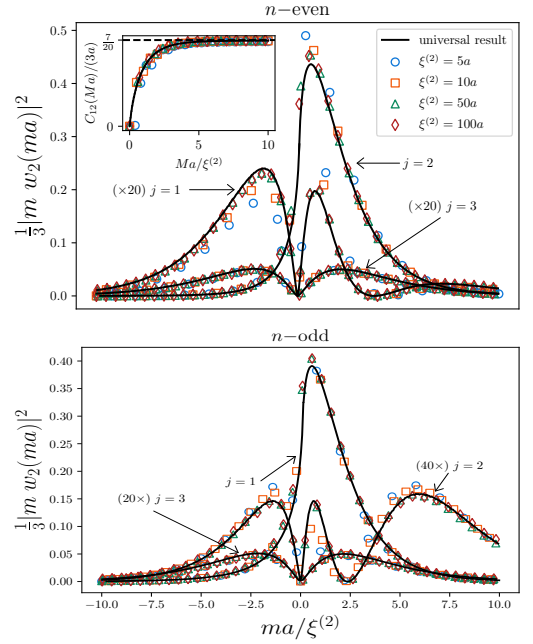 n−even
1/3|m w₂(ma)|²
0.5
0.4
0.3
0.2
0.1
0.0
C₁₂(Ma)/(3a)
7/20
0
0
5
10
Ma/ξ⁽²⁾
universal result
ξ⁽²⁾ = 5a
ξ⁽²⁾ = 10a
ξ⁽²⁾ = 50a
ξ⁽²⁾ = 100a
(×20) j = 1
j = 2
(×20) j = 3
n−odd
1/3|m w₂(ma)|²
0.40
0.35
0.30
0.25
0.20
0.15
0.10
0.05
0.00
j = 1
(40×) j = 2
(20×) j = 3
−10.0
−7.5
−5.0
−2.5
0.0
2.5
5.0
7.5
10.0
ma/ξ⁽²⁾